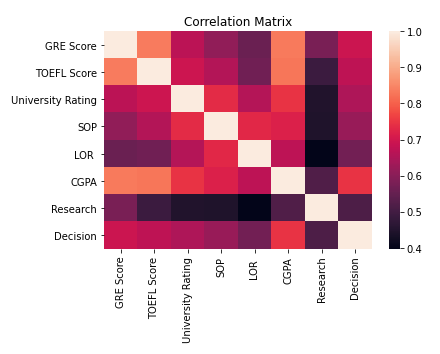 Correlation Matrix
GRE Score
TOEFL Score
University Rating
SOP
LOR
CGPA
Research
Decision
GRE Score
TOEFL Score
University Rating
SOP
LOR
CGPA
Research
Decision
1.0
0.9
0.8
0.7
0.6
0.5
0.4